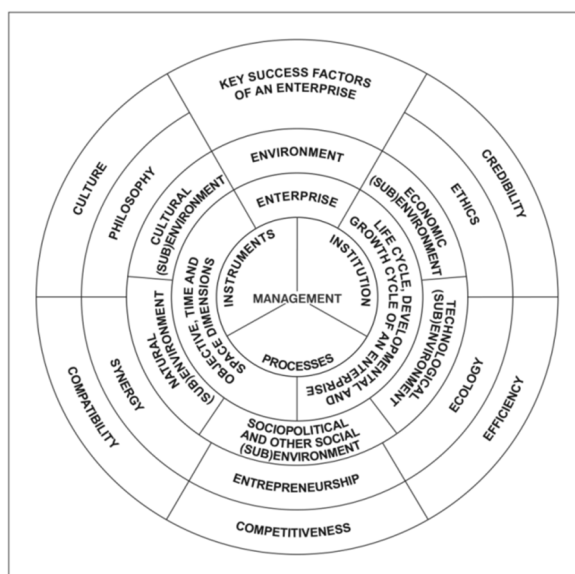 KEY SUCCESS FACTORS
OF AN ENTERPRISE
CULTURE
CREDIBILITY
PHILOSOPHY
ETHICS
ENVIRONMENT
CULTURAL
(SUB)ENVIRONMENT
ECONOMIC
(SUB)ENVIRONMENT
ENTERPRISE
INSTRUMENTS
INSTITUTION
MANAGEMENT
PROCESSES
OBJECTIVE, TIME AND
SPACE DIMENSIONS
LIFE CYCLE, DEVELOPMENTAL AND
GROWTH CYCLE OF AN ENTERPRISE
NATURAL
(SUB)ENVIRONMENT
TECHNOLOGICAL
(SUB)ENVIRONMENT
SOCIOPOLITICAL
AND OTHER SOCIAL
(SUB)ENVIRONMENT
SYNERGY
ECOLOGY
COMPATIBILITY
EFFICIENCY
ENTREPRENEURSHIP
COMPETITIVENESS